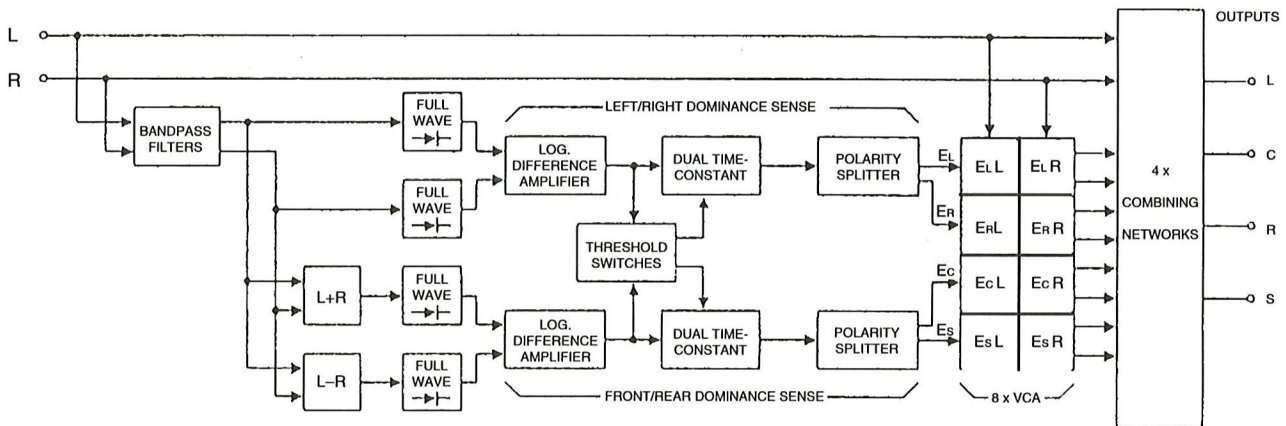 OUTPUTS
L
R
BANDPASS
FILTERS
FULL
WAVE
FULL
WAVE
L+R
FULL
WAVE
L−R
FULL
WAVE
LEFT/RIGHT DOMINANCE SENSE
LOG.
DIFFERENCE
AMPLIFIER
DUAL TIME-
CONSTANT
POLARITY
SPLITTER
THRESHOLD
SWITCHES
LOG.
DIFFERENCE
AMPLIFIER
DUAL TIME-
CONSTANT
POLARITY
SPLITTER
FRONT/REAR DOMINANCE SENSE
EL
ER
EC
ES
ELL ELR
ERL ERR
ECL ECR
ESL ESR
8 x VCA
4 x
COMBINING
NETWORKS
L
C
R
S